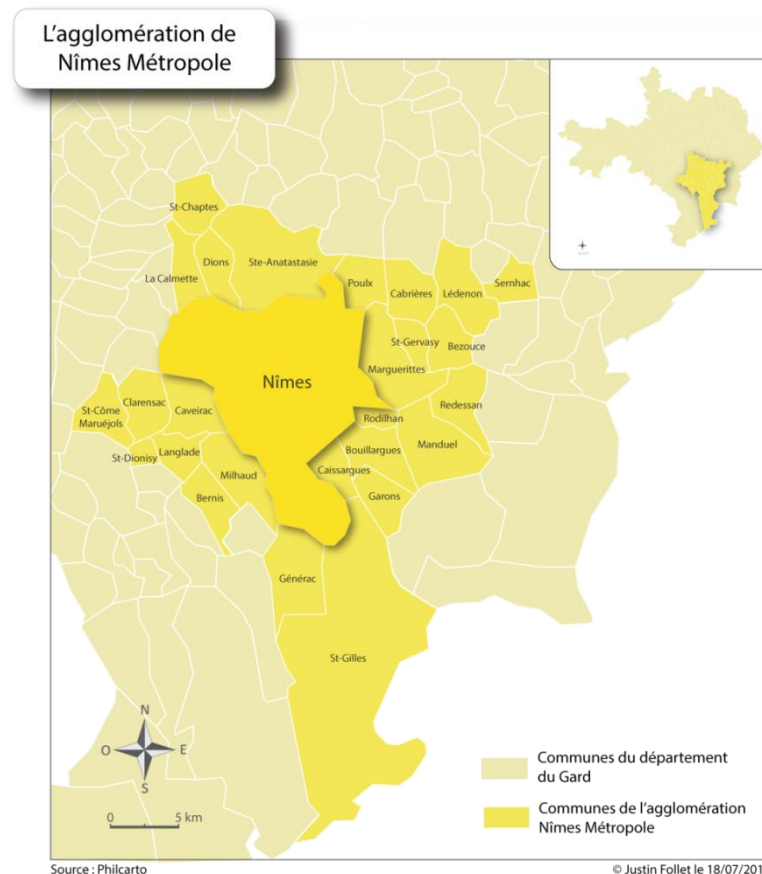 L'agglomération de
Nîmes Métropole
St-Chaptes
Dions
Ste-Anatastasie
La Calmette
Poulx
Cabrières
Lédenon
Sernhac
St-Gervasy
Bezouce
Marguerittes
Nîmes
Redessan
St-Côme
Maruéjols
Clarensac
Caveirac
Rodilhan
Manduel
Bouillargues
St-Dionisy
Langlade
Caissargues
Milhaud
Bernis
Garons
Générac
St-Gilles
N
O
E
S
0
5 km
Communes du département
du Gard
Communes de l'agglomération
Nîmes Métropole
Source : Philcarto
© Justin Follet le 18/07/201